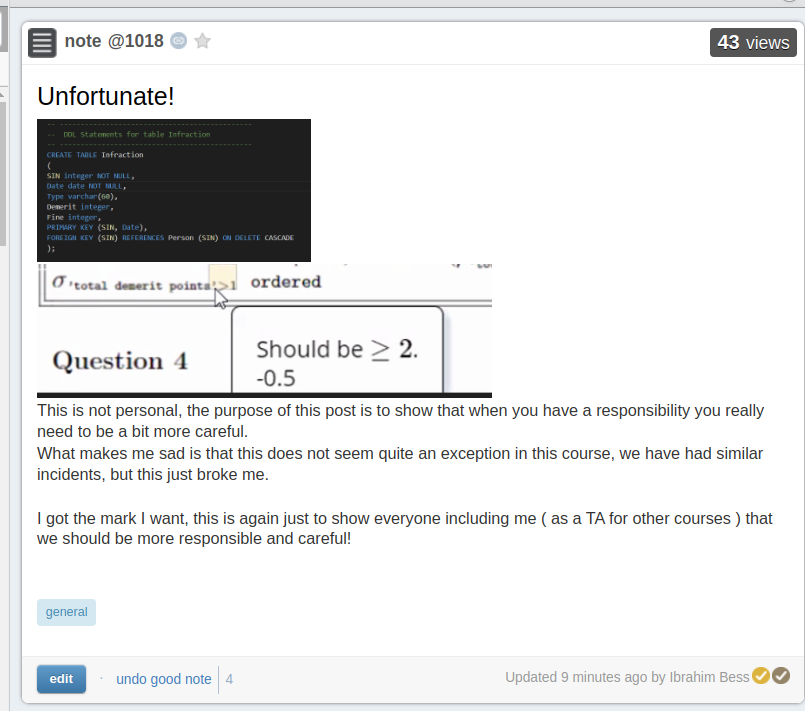 note @1018
43 views
Unfortunate!
-- DDL Statements for table Infraction
CREATE TABLE Infraction
(
SIN integer NOT NULL,
Date date NOT NULL,
Type varchar(60),
Demerit integer,
Fine integer,
PRIMARY KEY (SIN, Date),
FOREIGN KEY (SIN) REFERENCES Person (SIN) ON DELETE CASCADE
);
σ'total demerit points'>1 ordered
Question 4
Should be ≥ 2.
-0.5
This is not personal, the purpose of this post is to show that when you have a responsibility you really
need to be a bit more careful.
What makes me sad is that this does not seem quite an exception in this course, we have had similar
incidents, but this just broke me.
I got the mark I want, this is again just to show everyone including me ( as a TA for other courses ) that
we should be more responsible and careful!
general
edit · undo good note 4
Updated 9 minutes ago by Ibrahim Bess